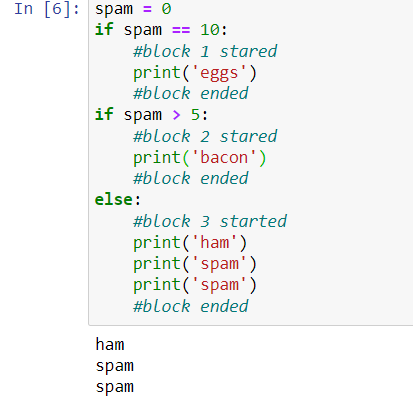 In [6]: spam = 0
if spam == 10:
    #block 1 stared
    print('eggs')
    #block ended
if spam > 5:
    #block 2 stared
    print('bacon')
    #block ended
else:
    #block 3 started
    print('ham')
    print('spam')
    print('spam')
    #block ended
ham
spam
spam